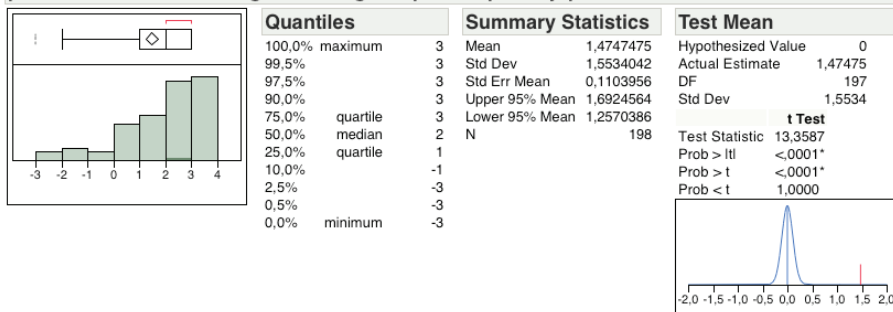 -3 -2 -1 0 1 2 3 4
Quantiles
100,0% maximum 3
99,5% 3
97,5% 3
90,0% 3
75,0% quartile 3
50,0% median 2
25,0% quartile 1
10,0% -1
2,5% -3
0,5% -3
0,0% minimum -3
Summary Statistics
Mean 1,4747475
Std Dev 1,5534042
Std Err Mean 0,1103956
Upper 95% Mean 1,6924564
Lower 95% Mean 1,2570386
N 198
Test Mean
Hypothesized Value 0
Actual Estimate 1,47475
DF 197
Std Dev 1,5534
t Test
Test Statistic 13,3587
Prob > |t| <,0001*
Prob > t <,0001*
Prob < t 1,0000
-2,0 -1,5 -1,0 -0,5 0,0 0,5 1,0 1,5 2,0